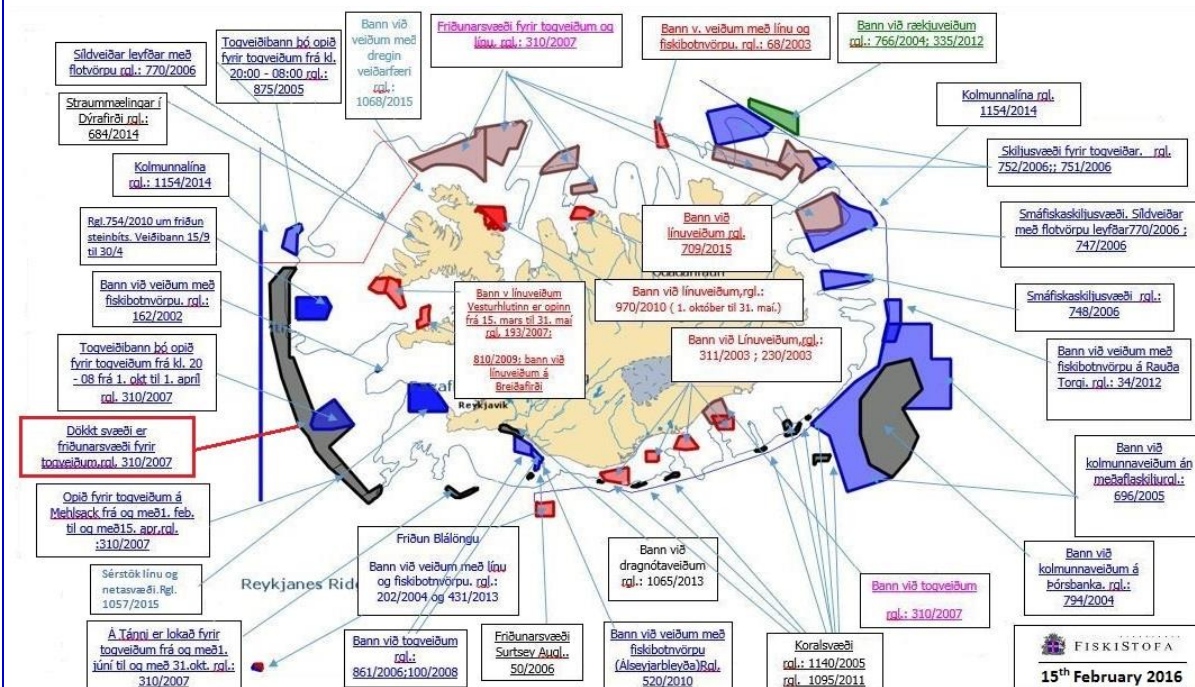 Síldveiðar leyfðar með
flotvörpu rgl.: 770/2006
Togveiðibann þó opið
fyrir togveiðum frá kl.
20:00 - 08:00 rgl.:
875/2005
Bann við
veiðum með
dregin
veiðarfæri
rgl.:
1068/2015
Friðunarsvæði fyrir togveiðum og
línu, rgl.: 310/2007
Bann v. veiðum með línu
og fiskibotnvörpu. rgl.: 68/2003
Bann við rækjuveiðum
rgl.: 766/2004; 335/2012
Straummælingar í
Dýrafirði rgl.:
684/2014
Kolmunnalína
rgl.: 1154/2014
Kolmunnalína rgl.
1154/2014
Skiljusvæði fyrir togveiðar. rgl.
752/2006;; 751/2006
Rgl.754/2010 um friðun
steinbíts. Veiðibann 15/9
til 30/4
Smáfiskaskiljusvæði. Síldveiðar
með flotvörpu leyfðar770/2006 ;
747/2006
Bann við
línuveiðum rgl.
709/2015
Bann við veiðum með
fiskibotnvörpu. rgl.:
162/2002
Bann v línuveiðum
Vesturhlutinn er opinn
frá 15. mars til 31. maí
rgl. 193/2007;
810/2009; bann við
línuveiðum á
Breiðafirði
Bann við línuveiðum,rgl.:
970/2010 ( 1. október til 31. maí.)
Smáfiskaskiljusvæði rgl.:
748/2006
Bann við Línuveiðum,rgl.:
311/2003 ; 230/2003
Togveiðibann þó opið
fyrir togveiðum frá kl. 20
- 08 frá 1. okt til 1. apríl
rgl. 310/2007
Bann við veiðum með
fiskibotnvörpu á Rauða
Torgi. rgl.: 34/2012
Reykjavík
Dökkt svæði er
friðunarsvæði fyrir
togveiðum,rgl. 310/2007
Bann við
kolmunnaveiðum án
meðaflaskiljurgl.:
696/2005
Opið fyrir togveiðum á
Mehlsack frá og með1. feb.
til og með15. apr,rgl.
:310/2007
Sérstök línu og
netasvæði.Rgl.
1057/2015
Reykjanes Ridge
Friðun Blálöngu
Bann við veiðum með línu
og fiskibotnvörpu. rgl.:
202/2004 og 431/2013
Bann við
dragnótaveiðum
rgl.: 1065/2013
Bann við togveiðum
rgl.: 310/2007
Bann við
kolmunnaveiðum á
Þórsbanka. rgl.:
794/2004
Á Tánni er lokað fyrir
togveiðum frá og með1.
júní til og með 31.okt. rgl.:
310/2007
Bann við togveiðum
rgl.:
861/2006;100/2008
Friðunarsvæði
Surtsey Augl..
50/2006
Bann við veiðum með
fiskibotnvörpu
(Álseyjarbleyða)Rgl.
520/2010
Koralsvæði
rgl.: 1140/2005
rgl. 1095/2011
FISKISTOFA
15th February 2016